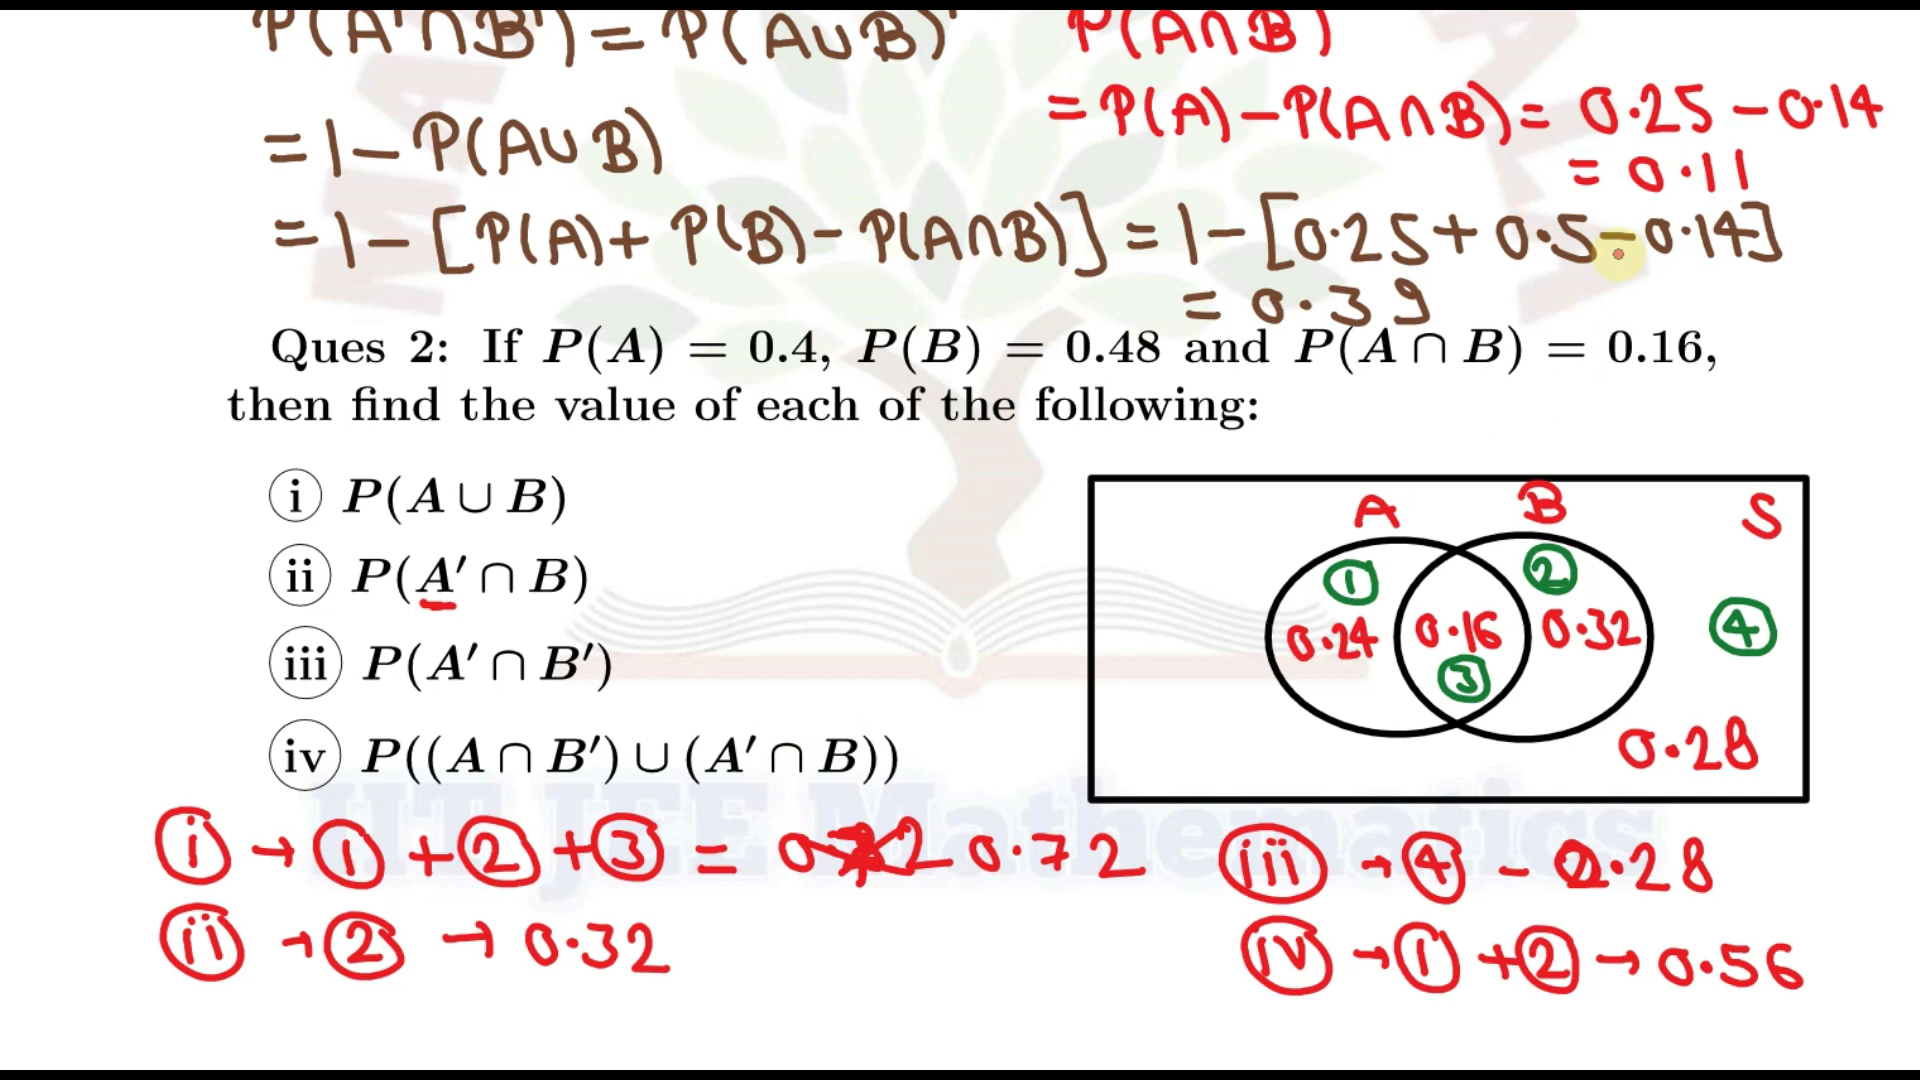 P(A'∩B') = P(A∪B)'
= 1 - P(A∪B)
= 1 - [P(A) + P(B) - P(A∩B)] = 1 - [0.25 + 0.5 - 0.14]
= 0.39
P(A∩B')
= P(A) - P(A∩B) = 0.25 - 0.14
= 0.11
Ques 2: If P(A) = 0.4, P(B) = 0.48 and P(A ∩ B) = 0.16,
then find the value of each of the following:
i P(A ∪ B)
ii P(A′ ∩ B)
iii P(A′ ∩ B′)
iv P((A ∩ B′) ∪ (A′ ∩ B))
A B S
1 2
0.24 0.16 0.32 4
3
0.28
i → 1 + 2 + 3 = 0.72
ii → 2 → 0.32
iii → 4 - 0.28
iv → 1 + 2 → 0.56
IIT JEE Mathematics